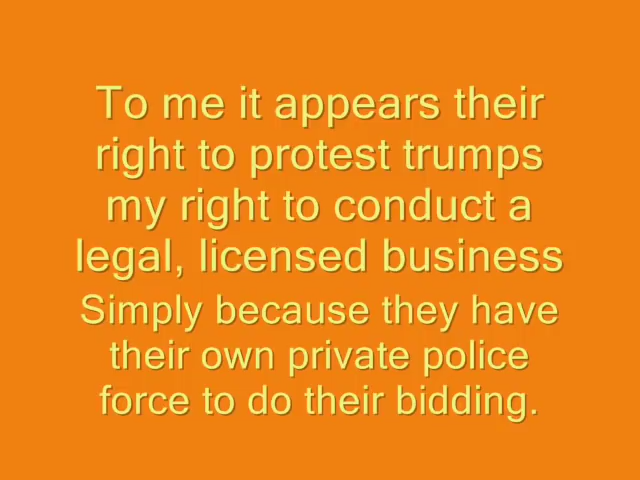 To me it appears their
right to protest trumps
my right to conduct a
legal, licensed business
Simply because they have
their own private police
force to do their bidding.